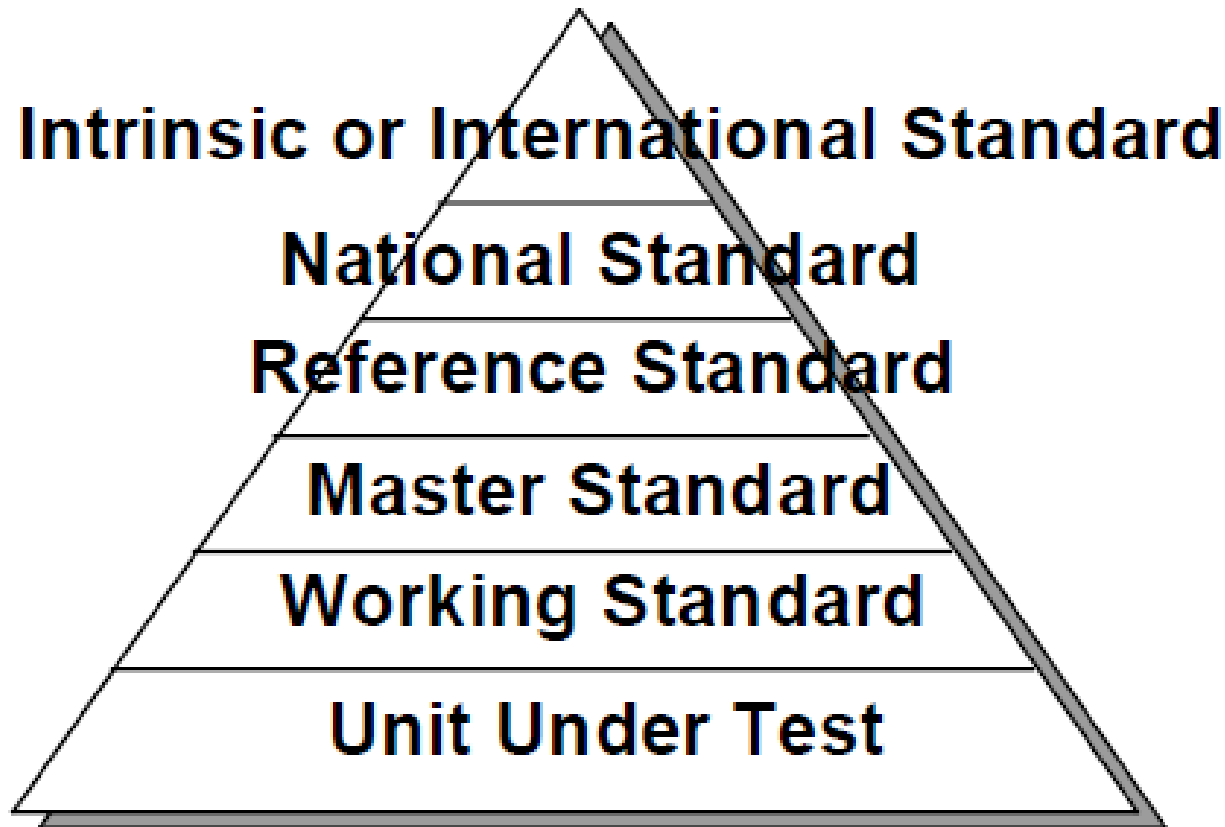 Intrinsic or International Standard
National Standard
Reference Standard
Master Standard
Working Standard
Unit Under Test